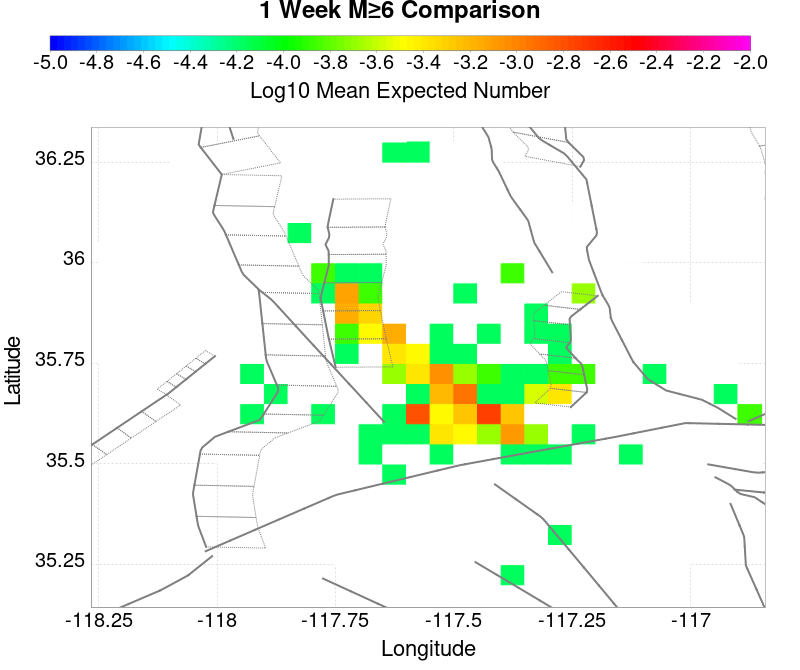 1 Week M≥6 Comparison
-5.0 -4.8 -4.6 -4.4 -4.2 -4.0 -3.8 -3.6 -3.4 -3.2 -3.0 -2.8 -2.6 -2.4 -2.2 -2.0
Log10 Mean Expected Number
36.25
36
35.75
35.5
35.25
Latitude
-118.25 -118 -117.75 -117.5 -117.25 -117
Longitude